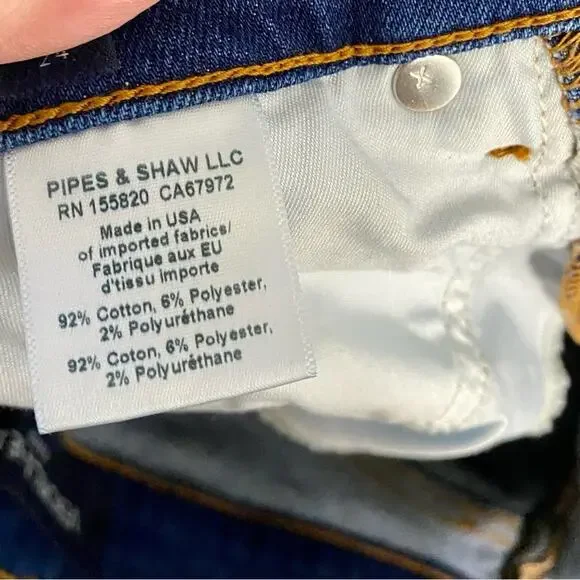 24
PIPES & SHAW LLC
RN 155820 CA67972
Made in USA
of imported fabrics/
Fabrique aux EU
d'tissu importe
92% Cotton, 6% Polyester,
2% Polyuréthane
92% Coton, 6% Polyester,
2% Polyuréthane